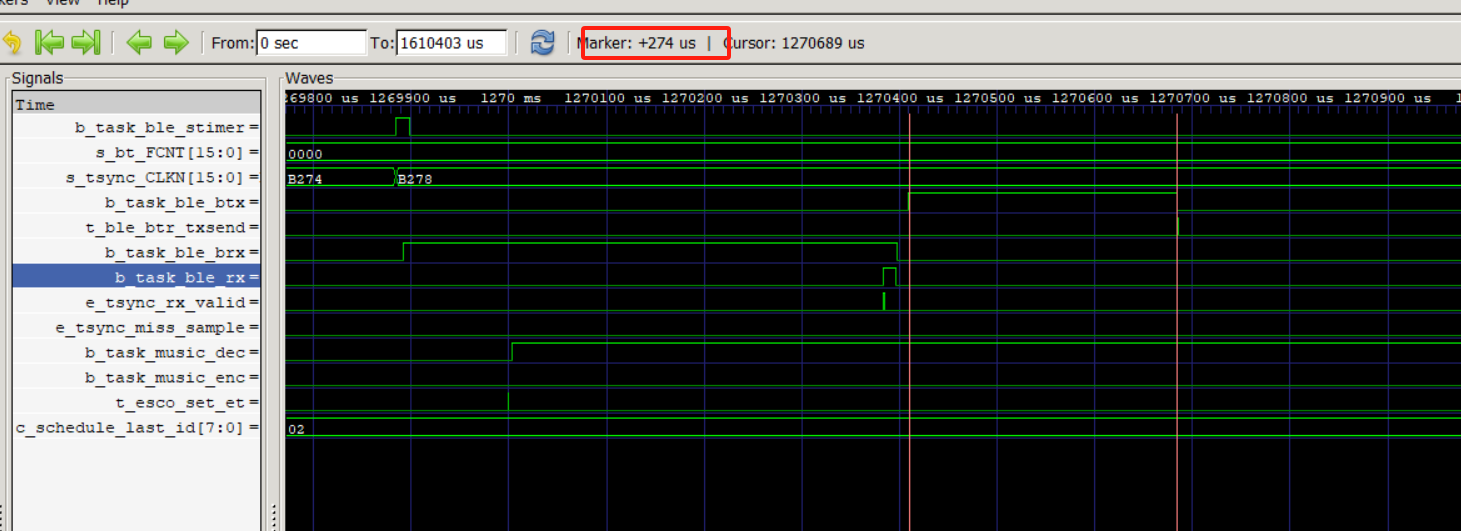 View Help
From: 0 sec To: 1610403 us Marker: +274 us | Cursor: 1270689 us
Signals Waves
Time
269800 us 1269900 us 1270 ms 1270100 us 1270200 us 1270300 us 1270400 us 1270500 us 1270600 us 1270700 us 1270800 us 1270900 us
b_task_ble_stimer =
s_bt_FCNT[15:0] = 0000
s_tsync_CLKN[15:0] = B274 B278
b_task_ble_btx =
t_ble_btr_txsend =
b_task_ble_brx =
b_task_ble_rx =
e_tsync_rx_valid =
e_tsync_miss_sample =
b_task_music_dec =
b_task_music_enc =
t_esco_set_et =
c_schedule_last_id[7:0] = 02